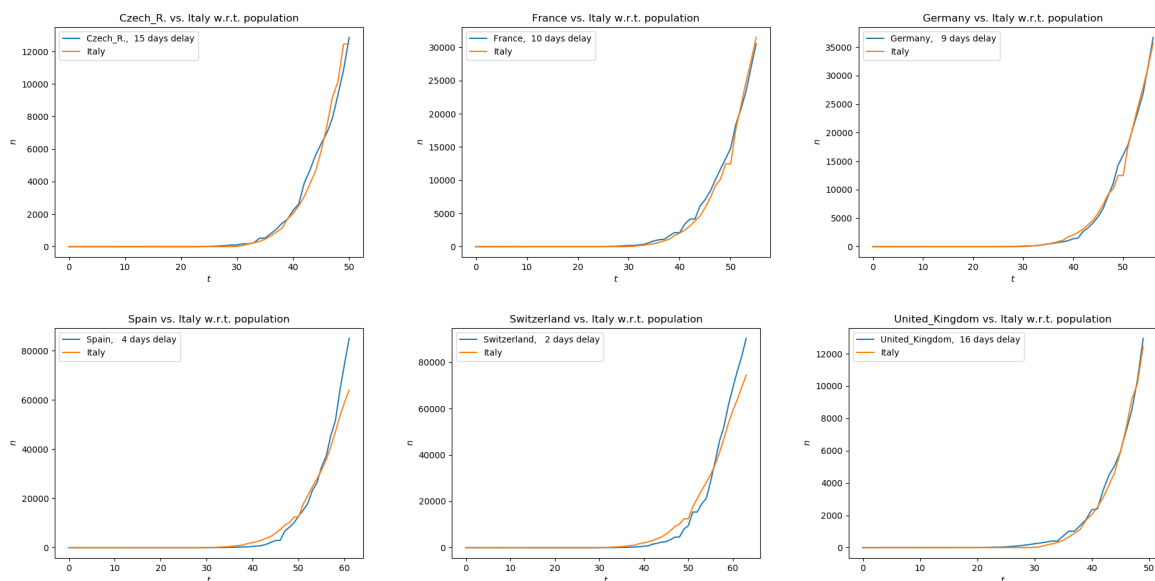 Czech_R. vs. Italy w.r.t. population
Czech_R., 15 days delay
Italy
12000
10000
8000
6000
4000
2000
0
n
0 10 20 30 40 50
t
France vs. Italy w.r.t. population
France, 10 days delay
Italy
30000
25000
20000
15000
10000
5000
0
n
0 10 20 30 40 50
t
Germany vs. Italy w.r.t. population
Germany, 9 days delay
Italy
35000
30000
25000
20000
15000
10000
5000
0
n
0 10 20 30 40 50
t
Spain vs. Italy w.r.t. population
Spain, 4 days delay
Italy
80000
60000
40000
20000
0
n
0 10 20 30 40 50 60
t
Switzerland vs. Italy w.r.t. population
Switzerland, 2 days delay
Italy
80000
60000
40000
20000
0
n
0 10 20 30 40 50 60
t
United_Kingdom vs. Italy w.r.t. population
United_Kingdom, 16 days delay
Italy
12000
10000
8000
6000
4000
2000
0
n
0 10 20 30 40 50
t